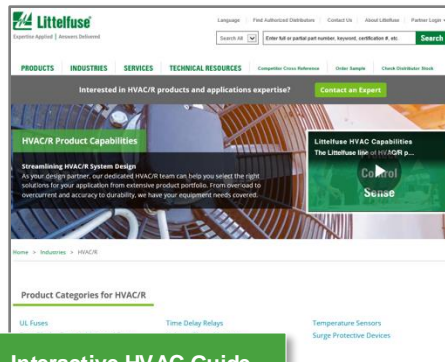 Littelfuse®
Expertise Applied | Answers Delivered
Language Find Authorized Distributors Contact Us About Littelfuse Partner Login
Search All Enter full or partial part number, keyword, certification #, etc. Search
PRODUCTS INDUSTRIES SERVICES TECHNICAL RESOURCES Competitor Cross Reference Order Sample Check Distributor Stock
Interested in HVAC/R products and applications expertise? Contact an Expert
HVAC/R Product Capabilities
Streamlining HVAC/R System Design
As your design partner, our dedicated HVAC/R team can help you select the right
solutions for your application from extensive product portfolio. From overload to
overcurrent and accuracy to durability, we have your equipment needs covered.
Littelfuse HVAC Capabilities
The Littelfuse line of HVAC/R p...
Control
Sense
Home > Industries > HVAC/R
Product Categories for HVAC/R
UL Fuses Time Delay Relays Temperature Sensors
Surge Protective Devices
Interactive HVAC Guide